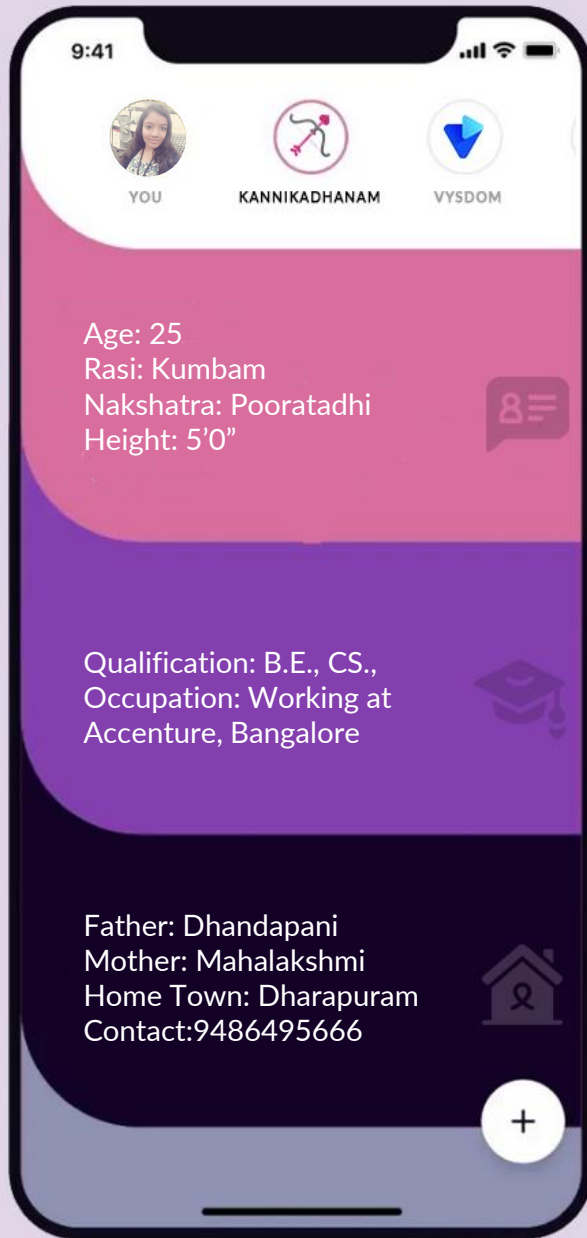 9:41
YOU
KANNIKADHANAM
VYSDOM
Age: 25
Rasi: Kumbam
Nakshatra: Pooratadhi
Height: 5’0”
Qualification: B.E., CS.,
Occupation: Working at
Accenture, Bangalore
Father: Dhandapani
Mother: Mahalakshmi
Home Town: Dharapuram
Contact:9486495666
+